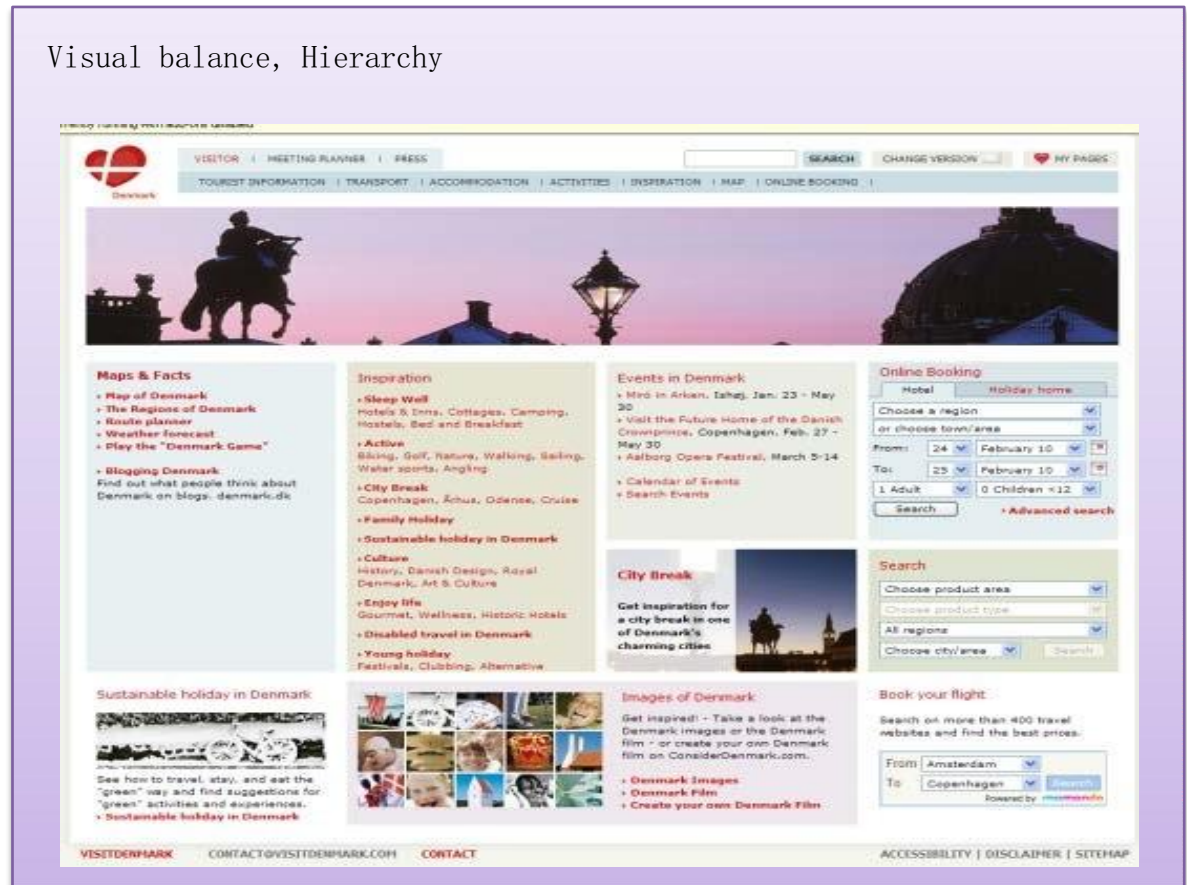 Visual balance, Hierarchy
VISITOR | MEETING PLANNER | PRESS
SEARCH
CHANGE VERSION
MY PAGES
Denmark
TOURIST INFORMATION | TRANSPORT | ACCOMMODATION | ACTIVITIES | INSPIRATION | MAP | ONLINE BOOKING |
Maps & Facts
› Map of Denmark
› The Regions of Denmark
› Route planner
› Weather forecast
› Play the "Denmark Game"
› Blogging Denmark
Find out what people think about
Denmark on blogs. denmark.dk
Inspiration
› Sleep Well
Hotels & Inns, Cottages, Camping,
Hostels, Bed and Breakfast
› Active
Biking, Golf, Nature, Walking, Sailing,
Water sports, Angling
› City Break
Copenhagen, Århus, Odense, Cruise
› Family Holiday
› Sustainable holiday in Denmark
› Culture
History, Danish Design, Royal
Denmark, Art & Culture
› Enjoy life
Gourmet, Wellness, Historic Hotels
› Disabled travel in Denmark
› Young holiday
Festivals, Clubbing, Alternative
Events in Denmark
› Miró in Arken, Ishøj, Jan. 23 - May
30
› Visit the Future Home of the Danish
Crownprince, Copenhagen, Feb. 27 -
May 30
› Aalborg Opera Festival, March 5-14
› Calendar of Events
› Search Events
City Break
Get inspiration for
a city break in one
of Denmark's
charming cities
Online Booking
Hotel Holiday home
Choose a region
or choose town/area
From: 24 February 10
To: 25 February 10
1 Adult 0 Children <12
Search › Advanced search
Search
Choose product area
Choose product type
All regions
Choose city/area Search
Sustainable holiday in Denmark
See how to travel, stay, and eat the
"green" way and find suggestions for
"green" activities and experiences.
› Sustainable holiday in Denmark
Images of Denmark
Get inspired! - Take a look at the
Denmark images or the Denmark
film - or create your own Denmark
film on ConsiderDenmark.com.
› Denmark Images
› Denmark Film
› Create your own Denmark Film
Book your flight
Search on more than 400 travel
websites and find the best prices.
From Amsterdam
To Copenhagen Search
Powered by momondo
VISITDENMARK CONTACT@VISITDENMARK.COM CONTACT
ACCESSIBILITY | DISCLAIMER | SITEMAP